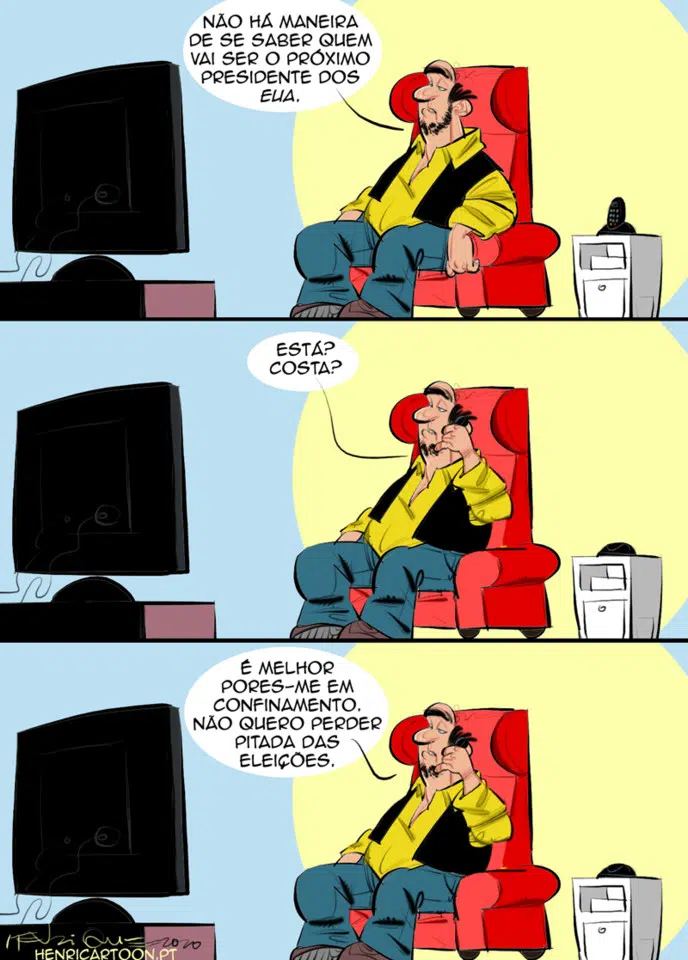 NÃO HÁ MANEIRA
DE SE SABER QUEM
VAI SER O PRÓXIMO
PRESIDENTE DOS
EUA.
ESTÁ?
COSTA?
É MELHOR
PORES-ME EM
CONFINAMENTO.
NÃO QUERO PERDER
PITADA DAS
ELEIÇÕES.
HENRIQUE 2020
HENRICARTOON.PT